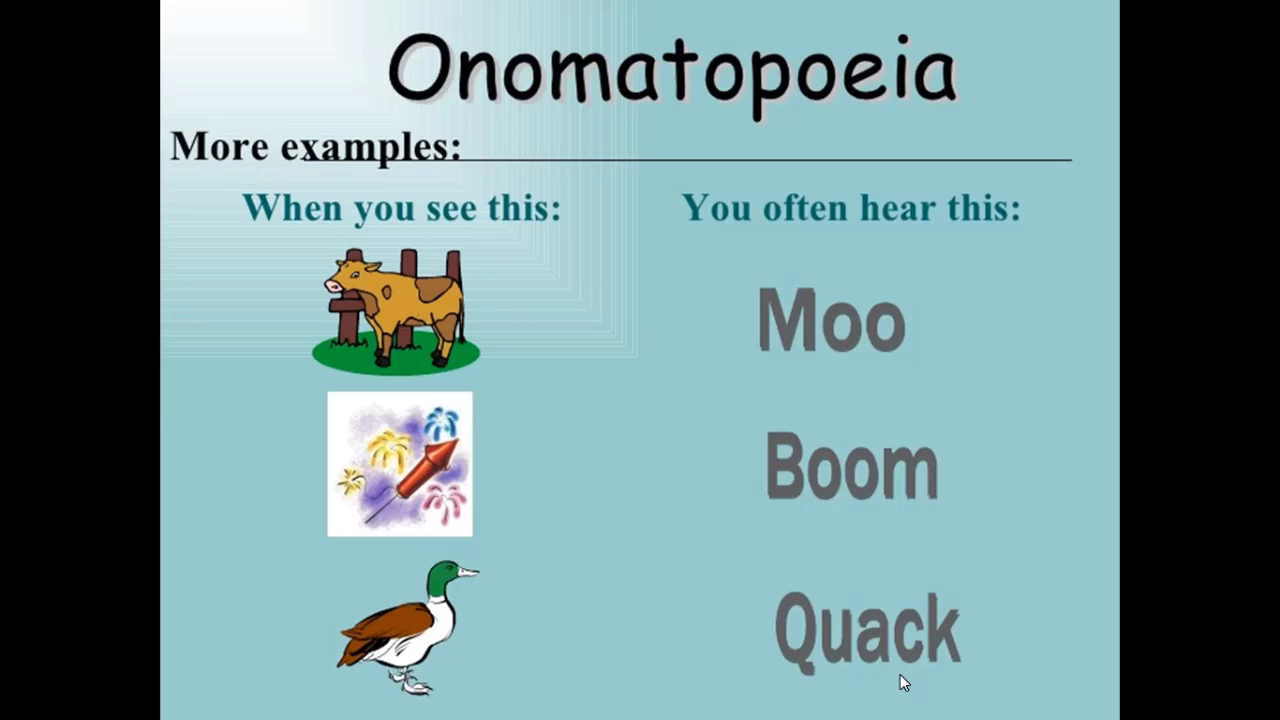 Onomatopoeia
More examples:
When you see this: You often hear this:
Moo
Boom
Quack